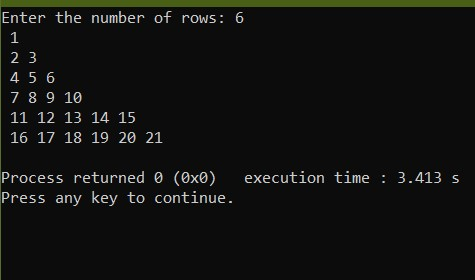 Enter the number of rows: 6
1
2 3
4 5 6
7 8 9 10
11 12 13 14 15
16 17 18 19 20 21
Process returned 0 (0x0)   execution time : 3.413 s
Press any key to continue.